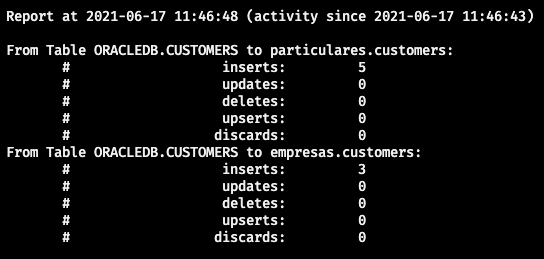 Report at 2021-06-17 11:46:48 (activity since 2021-06-17 11:46:43)
From Table ORACLEDB.CUSTOMERS to particulares.customers:
# inserts: 5
# updates: 0
# deletes: 0
# upserts: 0
# discards: 0
From Table ORACLEDB.CUSTOMERS to empresas.customers:
# inserts: 3
# updates: 0
# deletes: 0
# upserts: 0
# discards: 0